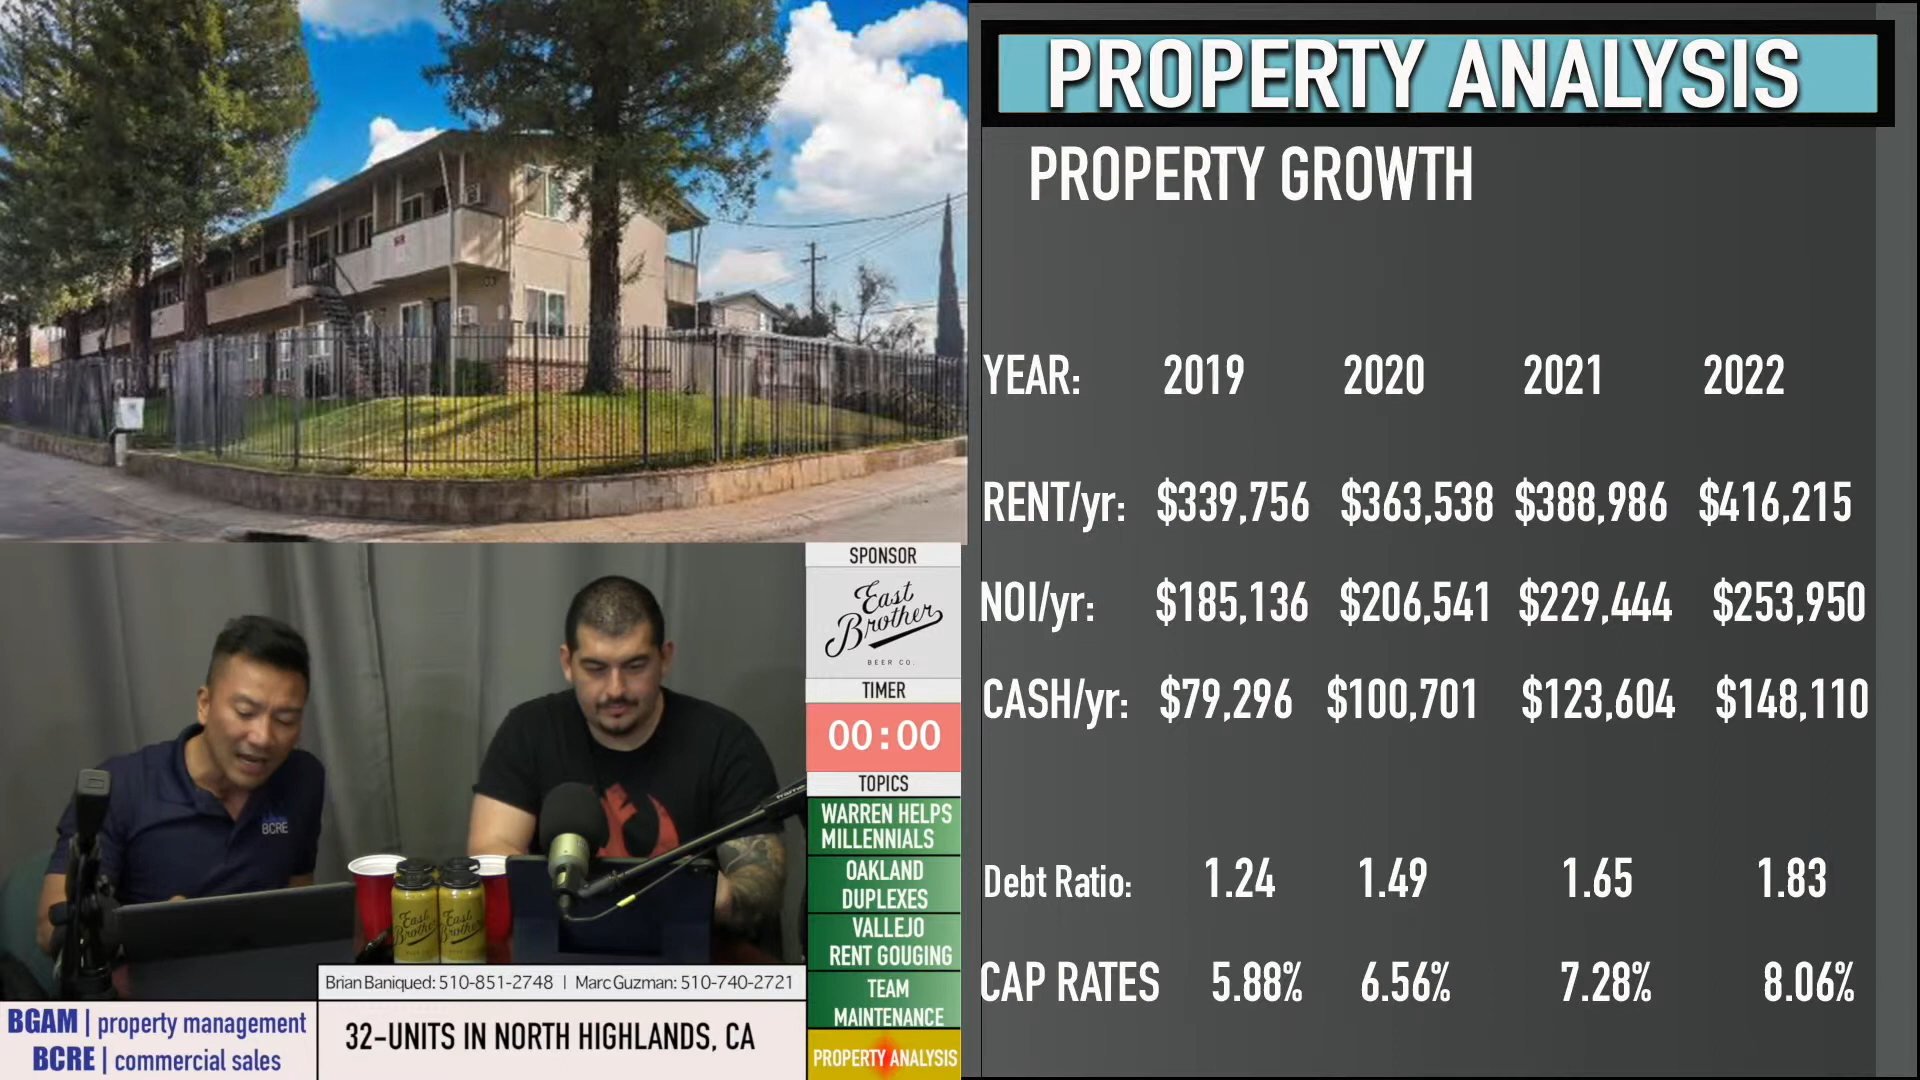 PROPERTY ANALYSIS
PROPERTY GROWTH
YEAR: 2019 2020 2021 2022
RENT/yr: $339,756 $363,538 $388,986 $416,215
NOI/yr: $185,136 $206,541 $229,444 $253,950
CASH/yr: $79,296 $100,701 $123,604 $148,110
Debt Ratio: 1.24 1.49 1.65 1.83
CAP RATES 5.88% 6.56% 7.28% 8.06%
SPONSOR
East
Brother
BEER CO.
TIMER
00:00
TOPICS
WARREN HELPS
MILLENNIALS
OAKLAND
DUPLEXES
VALLEJO
RENT GOUGING
TEAM
MAINTENANCE
PROPERTY ANALYSIS
BCRE
East
Brother
East
Brother
Brian Baniqued: 510-851-2748 | Marc Guzman: 510-740-2721
32-UNITS IN NORTH HIGHLANDS, CA
BGAM | property management
BCRE | commercial sales